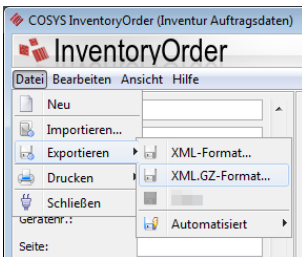 COSYS InventoryOrder (Inventur Auftragsdaten)
InventoryOrder
Datei Bearbeiten Ansicht Hilfe
Neu
Importieren...
Exportieren
XML-Format...
Drucken
XML.GZ-Format...
Schließen
Gerätenr.:
Automatisiert
Seite: